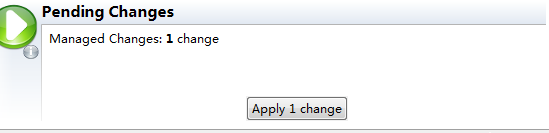 Pending Changes
Managed Changes: 1 change
Apply 1 change